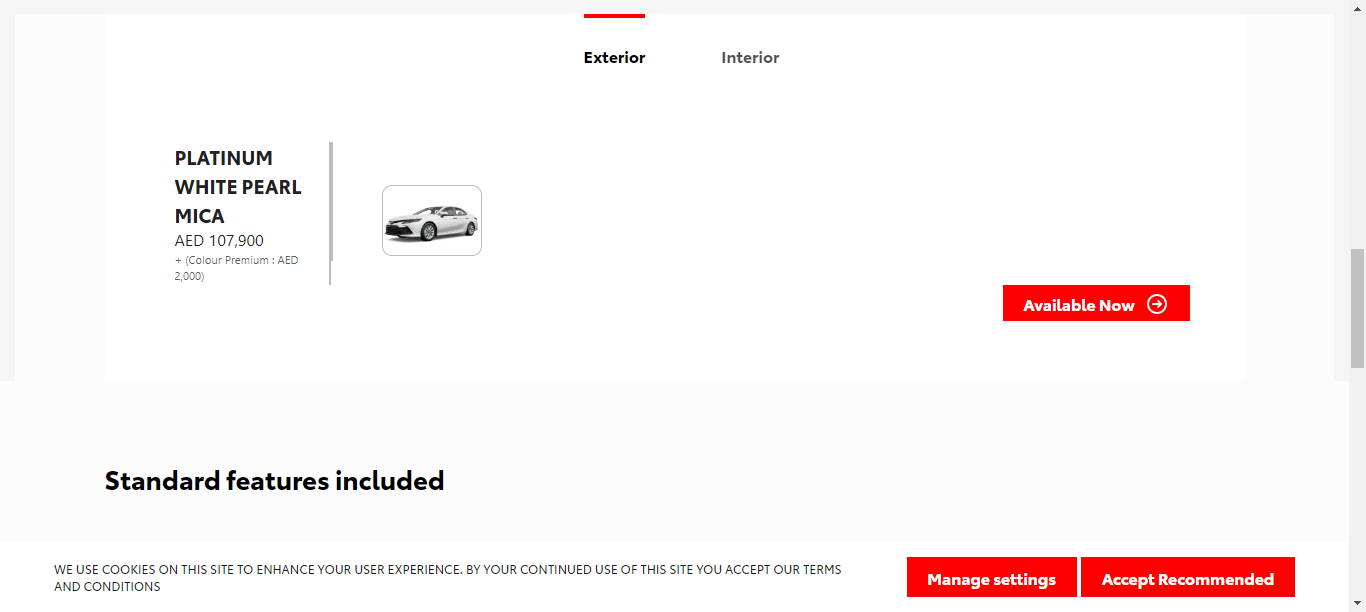 Exterior
Interior
PLATINUM
WHITE PEARL
MICA
AED 107,900
+ (Colour Premium : AED
2,000)
Available Now
Standard features included
WE USE COOKIES ON THIS SITE TO ENHANCE YOUR USER EXPERIENCE. BY YOUR CONTINUED USE OF THIS SITE YOU ACCEPT OUR TERMS
AND CONDITIONS
Manage settings
Accept Recommended